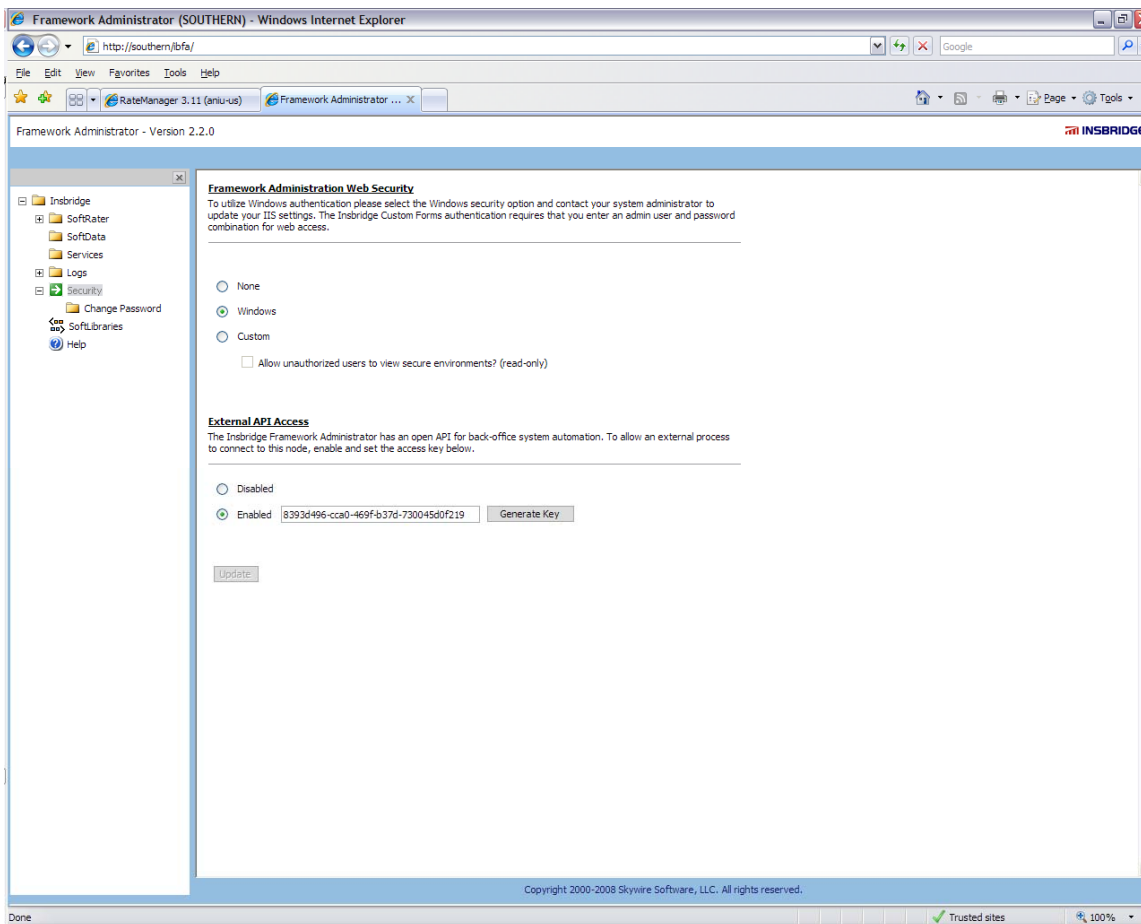 Framework Administrator (SOUTHERN) - Windows Internet Explorer
http://southern/ibfa/
Google
File Edit View Favorites Tools Help
RateManager 3.11 (aniu-us)
Framework Administrator ... X
Page Tools
Framework Administrator - Version 2.2.0
INSBRIDGE
Insbridge
SoftRater
SoftData
Services
Logs
Security
Change Password
SoftLibraries
Help
Framework Administration Web Security
To utilize Windows authentication please select the Windows security option and contact your system administrator to
update your IIS settings. The Insbridge Custom Forms authentication requires that you enter an admin user and password
combination for web access.
None
Windows
Custom
Allow unauthorized users to view secure environments? (read-only)
External API Access
The Insbridge Framework Administrator has an open API for back-office system automation. To allow an external process
to connect to this node, enable and set the access key below.
Disabled
Enabled 8393d496-cca0-469f-b37d-730045d0f219 Generate Key
Update
Copyright 2000-2008 Skywire Software, LLC. All rights reserved.
Done
Trusted sites
100%